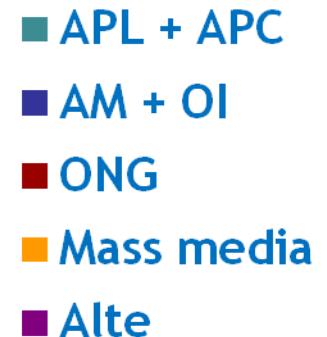 APL + APC
AM + OI
ONG
Mass media
Alte